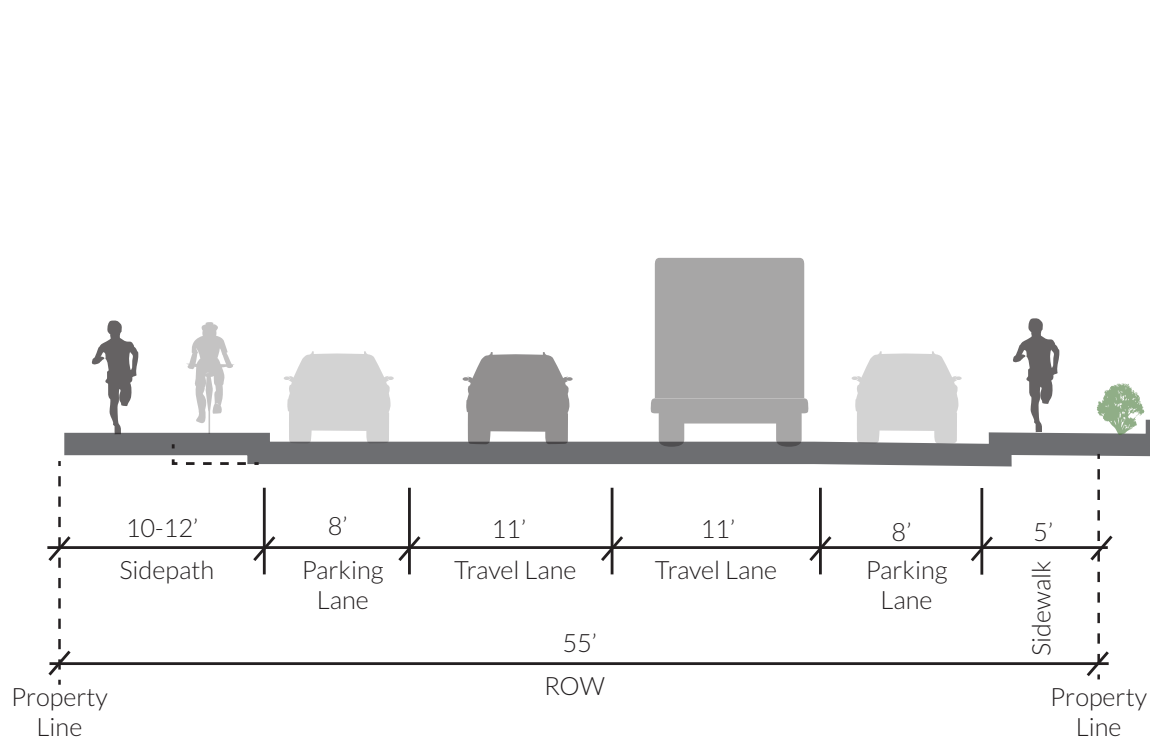 10-12’
8’
11’
11’
8’
5’
Sidepath
Parking
Lane
Travel Lane
Travel Lane
Parking
Lane
Sidewalk
55’
ROW
Property
Line
Property
Line